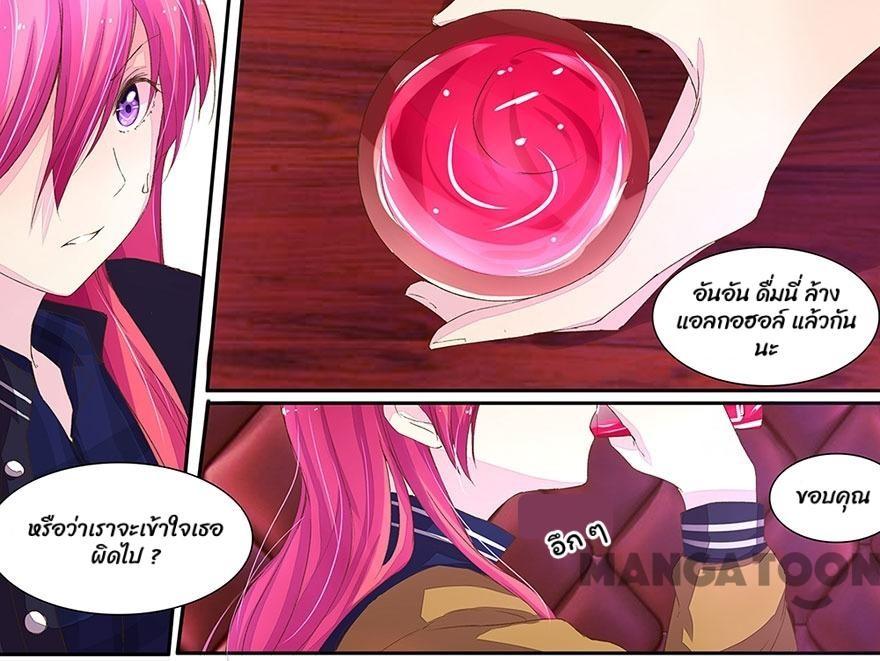 อันอัน ดื่มนี่ ล้าง
แอลกอฮอล์ แล้วกัน
นะ
หรือว่าเราจะเข้าใจเธอ
ผิดไป ?
ขอบคุณ
อึก ๆ
MANGATOON